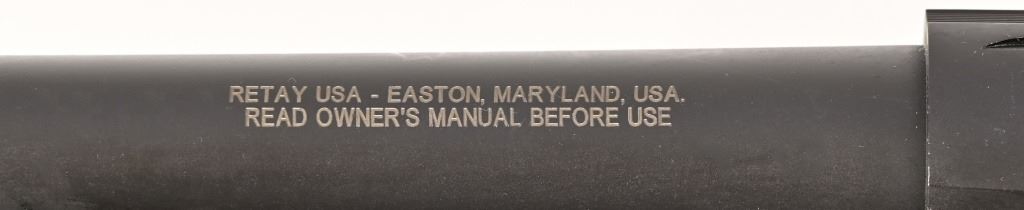 RETAY USA - EASTON, MARYLAND, USA.
READ OWNER'S MANUAL BEFORE USE